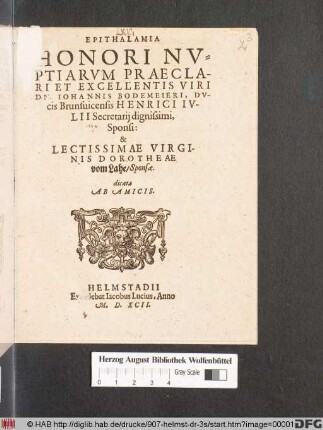 EPITHALAMIA
HONORI NV-
PTIARVM PRAECLA-
RI ET EXCELLENTIS VIRI
DN. IOHANNIS BODEMEIERI, DV-
cis Brunsuicensis HENRICI IV-
LII Secretarij dignissimi,
Sponsi:
&
LECTISSIMAE VIRGI-
NIS DOROTHEAE
vom Lahe/ Sponsæ.
dicata
AB AMICIS.
HELMSTADII
Iacobus Lucius, Anno
M. D. XCII.
Herzog August Bibliothek Wolfenbüttel
0 1 2 3 4 Gray Scale
© HAB http://diglib.hab.de/drucke/907-helmst-dr-3s/start.htm?image=00001 DFG